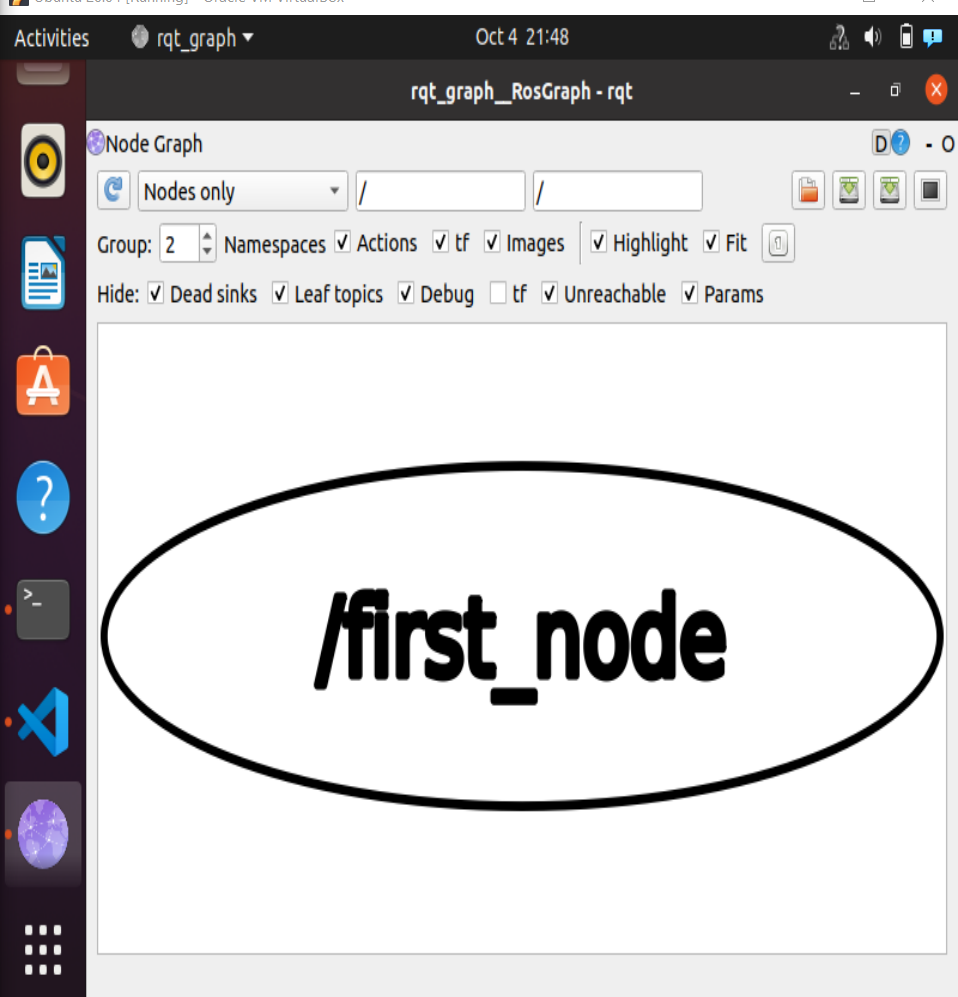 Activities rqt_graph Oct 4 21:48
rqt_graph__RosGraph - rqt
Node Graph D ? - O
Nodes only / /
Group: 2 Namespaces Actions tf Images Highlight Fit
Hide: Dead sinks Leaf topics Debug tf Unreachable Params
/first_node